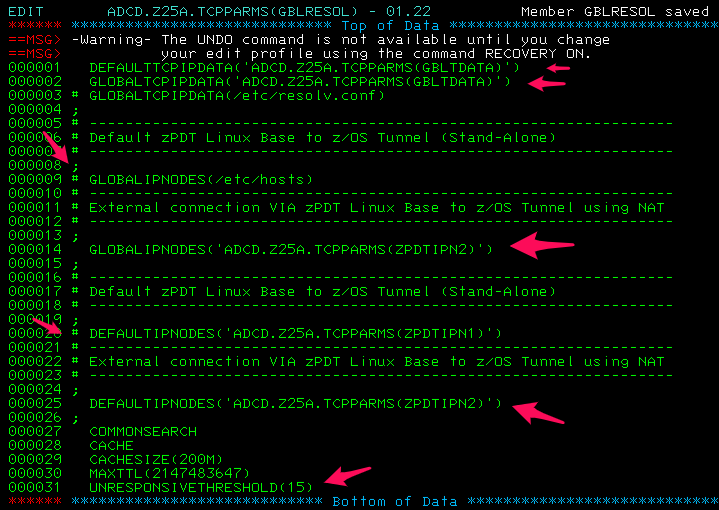 EDIT       ADCD.Z25A.TCPPARMS(GBLRESOL) - 01.22          Member GBLRESOL saved
****** ***************************** Top of Data ******************************
==MSG> -Warning- The UNDO command is not available until you change
==MSG>           your edit profile using the command RECOVERY ON.
000001   DEFAULTTCPIPDATA('ADCD.Z25A.TCPPARMS(GBLTDATA)')
000002   GLOBALTCPIPDATA('ADCD.Z25A.TCPPARMS(GBLTDATA)')
000003 # GLOBALTCPIPDATA(/etc/resolv.conf)
000004 ;
000005 # -----------------------------------------------------------------
000006 # Default zPDT Linux Base to z/OS Tunnel (Stand-Alone)
000007 # -----------------------------------------------------------------
000008 ;
000009 # GLOBALIPNODES(/etc/hosts)
000010 # -----------------------------------------------------------------
000011 # External connection VIA zPDT Linux Base to z/OS Tunnel using NAT
000012 # -----------------------------------------------------------------
000013 ;
000014   GLOBALIPNODES('ADCD.Z25A.TCPPARMS(ZPDTIPN2)')
000015 ;
000016 # -----------------------------------------------------------------
000017 # Default zPDT Linux Base to z/OS Tunnel (Stand-Alone)
000018 # -----------------------------------------------------------------
000019 ;
000020 # DEFAULTIPNODES('ADCD.Z25A.TCPPARMS(ZPDTIPN1)')
000021 # -----------------------------------------------------------------
000022 # External connection VIA zPDT Linux Base to z/OS Tunnel using NAT
000023 # -----------------------------------------------------------------
000024 ;
000025   DEFAULTIPNODES('ADCD.Z25A.TCPPARMS(ZPDTIPN2)')
000026 ;
000027   COMMONSEARCH
000028   CACHE
000029   CACHESIZE(200M)
000030   MAXTTL(2147483647)
000031   UNRESPONSIVETHRESHOLD(15)
****** **************************** Bottom of Data ****************************